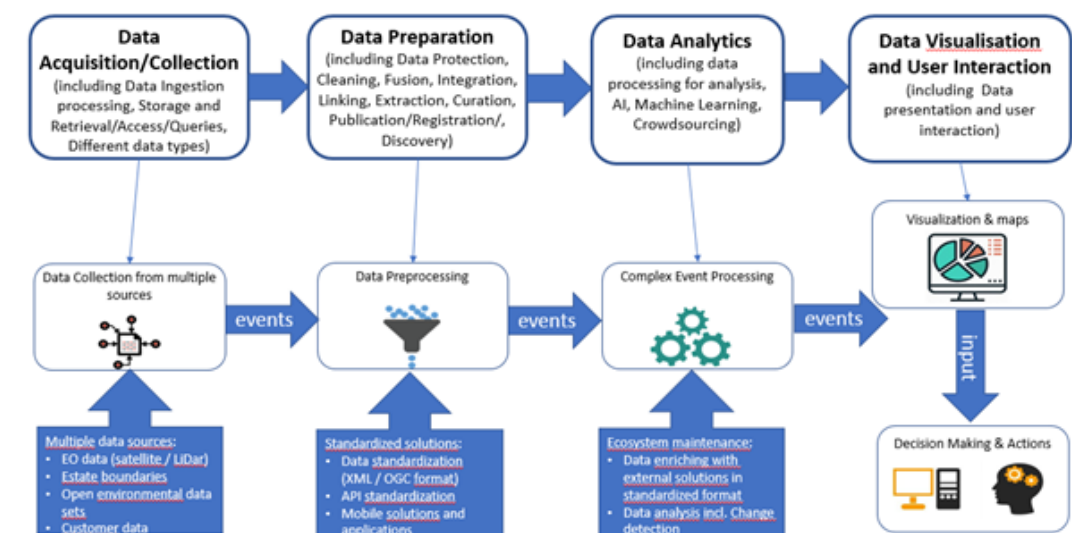 Data
Acquisition/Collection
(including Data Ingestion
processing, Storage and
Retrieval/Access/Queries,
Different data types)
Data Preparation
(including Data Protection,
Cleaning, Fusion, Integration,
Linking, Extraction, Curation,
Publication/Registration/,
Discovery)
Data Analytics
(including data
processing for analysis,
AI, Machine Learning,
Crowdsourcing)
Data Visualisation
and User Interaction
(including Data
presentation and user
interaction)
Data Collection from multiple
sources
events
Data Preprocessing
events
Complex Event Processing
events
Visualization & maps
input
Decision Making & Actions
Multiple data sources:
• EO data (satellite / LiDar)
• Estate boundaries
• Open environmental data
sets
• Customer data
Standardized solutions:
• Data standardization
(XML / OGC format)
• API standardization
• Mobile solutions and
applications
Ecosystem maintenance:
• Data enriching with
external solutions in
standardized format
• Data analysis incl. Change
detection